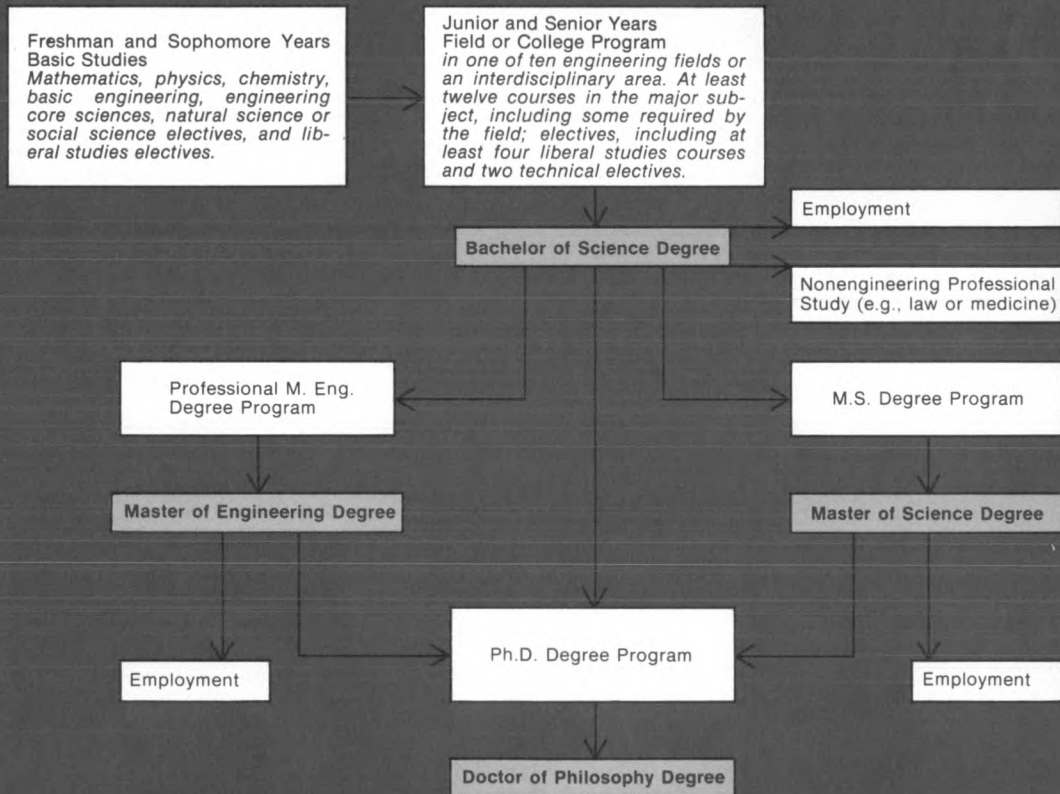 Freshman and Sophomore Years
Basic Studies
Mathematics, physics, chemistry,
basic engineering, engineering
core sciences, natural science or
social science electives, and lib-
eral studies electives.
Junior and Senior Years
Field or College Program
in one of ten engineering fields or
an interdisciplinary area. At least
twelve courses in the major sub-
ject, including some required by
the field; electives, including at
least four liberal studies courses
and two technical electives.
Employment
Bachelor of Science Degree
Nonengineering Professional
Study (e.g., law or medicine)
Professional M. Eng.
Degree Program
M.S. Degree Program
Master of Engineering Degree
Master of Science Degree
Ph.D. Degree Program
Employment
Employment
Doctor of Philosophy Degree